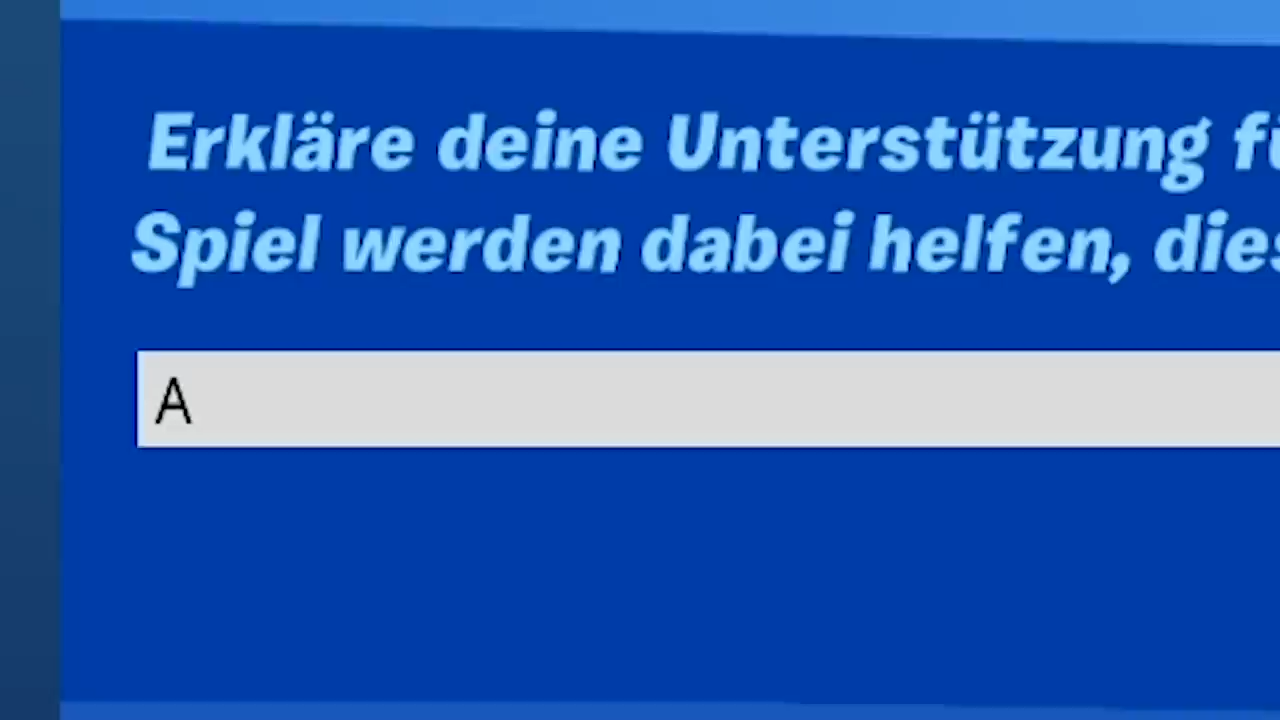 Erkläre deine Unterstützung
Spiel werden dabei helfen,
A